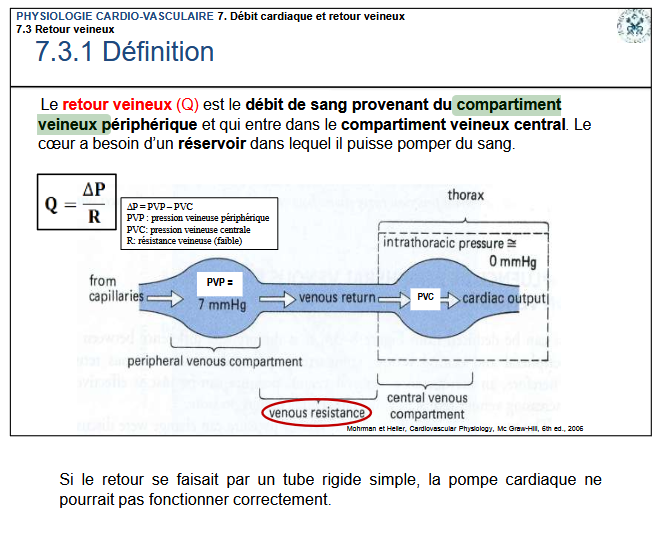 PHYSIOLOGIE CARDIO-VASCULAIRE 7. Débit cardiaque et retour veineux
7.3 Retour veineux
7.3.1 Définition
Le retour veineux (Q) est le débit de sang provenant du compartiment
veineux périphérique et qui entre dans le compartiment veineux central. Le
cœur a besoin d’un réservoir dans lequel il puisse pomper du sang.
Q = ΔP / R
ΔP = PVP – PVC
PVP : pression veineuse périphérique
PVC: pression veineuse centrale
R: résistance veineuse (faible)
thorax
intrathoracic pressure ≅
0 mmHg
from
capillaries
PVP =
7 mmHg
venous return
PVC
cardiac output
peripheral venous compartment
venous resistance
central venous
compartment
Mohrman et Heller, Cardiovascular Physiology, Mc Graw-Hill, 6th ed., 2006
Si le retour se faisait par un tube rigide simple, la pompe cardiaque ne
pourrait pas fonctionner correctement.